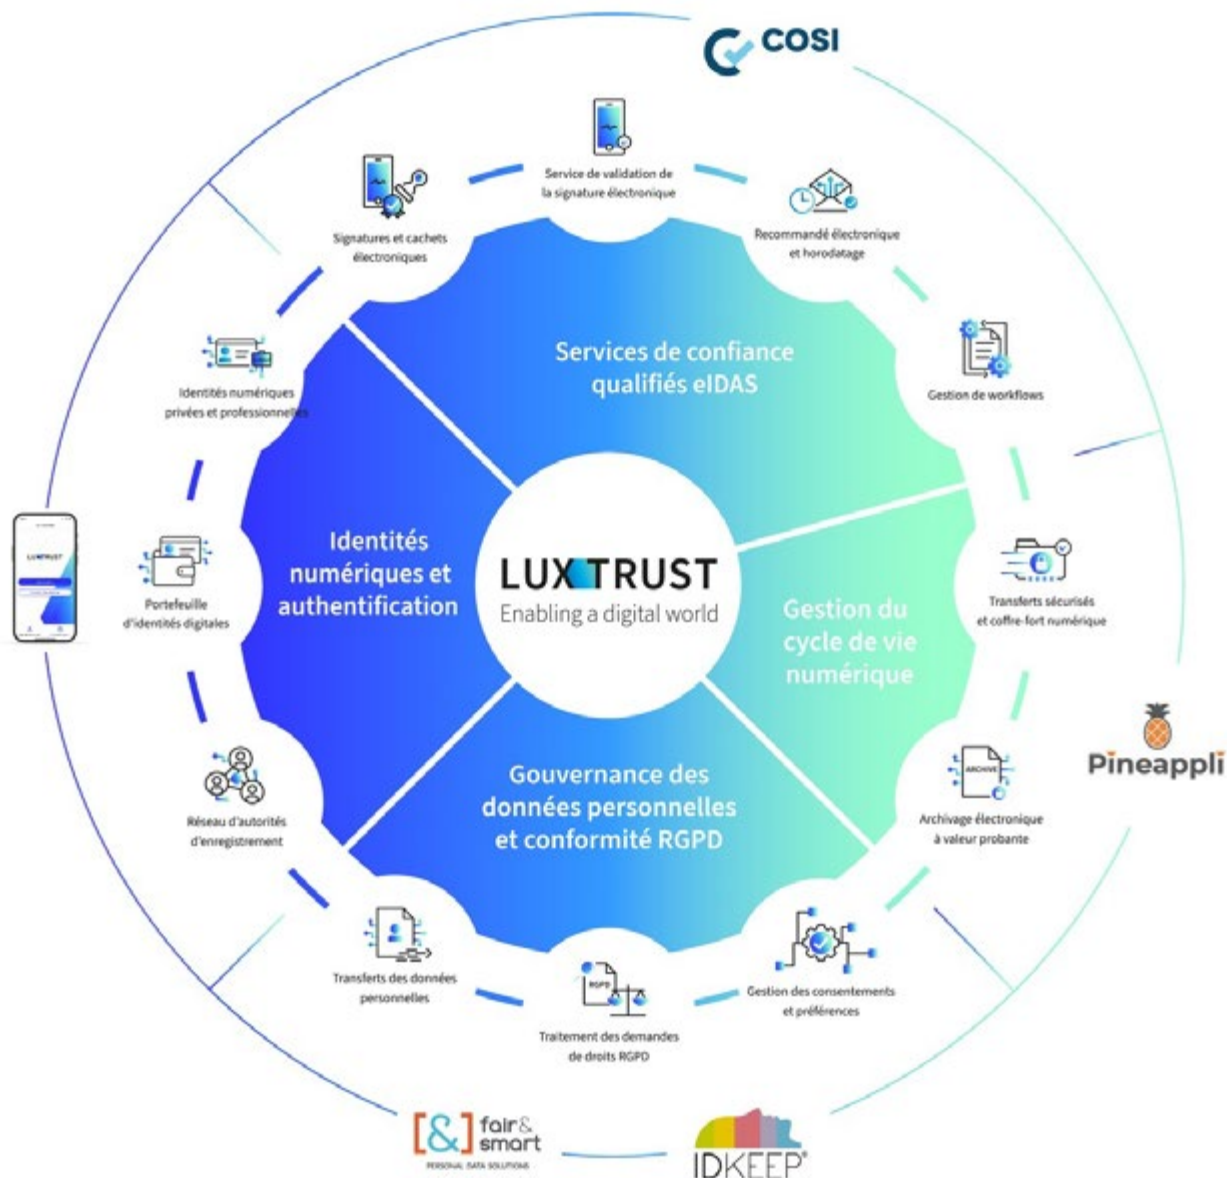 COSI
Service de validation de
la signature électronique
Signatures et cachets
électroniques
Recommandé électronique
et horodatage
Services de confiance
qualifiés eIDAS
Identités numériques
privées et professionnelles
Gestion de workflows
LUXTRUST
Identités
numériques et
authentification
LUXTRUST
Enabling a digital world
Gestion du
cycle de vie
numérique
Portefeuille
d'identités digitales
Transferts sécurisés
et coffre-fort numérique
Pineappli
Gouvernance des
données personnelles
et conformité RGPD
Réseau d'autorités
d'enregistrement
ARCHIVE
Archivage électronique
à valeur probante
Transferts des données
personnelles
RGPD
Traitement des demandes
de droits RGPD
Gestion des consentements
et préférences
[&] fair&
smart
PERSONAL DATA SOLUTIONS
IDKEEP®